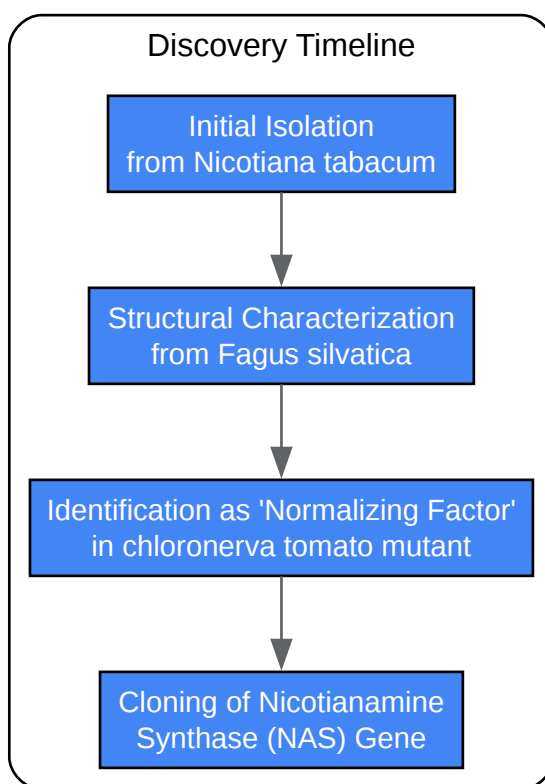 Discovery Timeline
Initial Isolation
from Nicotiana tabacum
Structural Characterization
from Fagus silvatica
Identification as 'Normalizing Factor'
in chloronerva tomato mutant
Cloning of Nicotianamine
Synthase (NAS) Gene